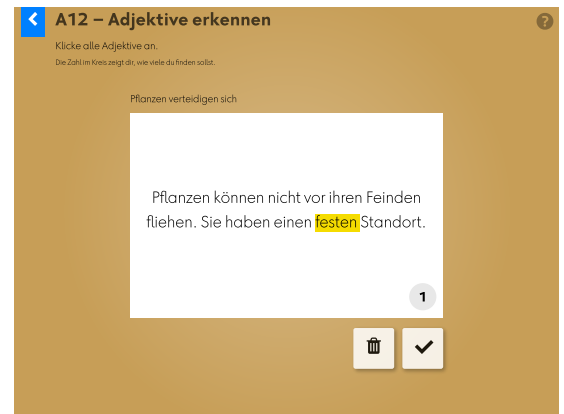 A12 – Adjektive erkennen
?
Klicke alle Adjektive an.
Die Zahl im Kreis zeigt dir, wie viele du finden sollst.
Pflanzen verteidigen sich
Pflanzen können nicht vor ihren Feinden
fliehen. Sie haben einen festen Standort.
1